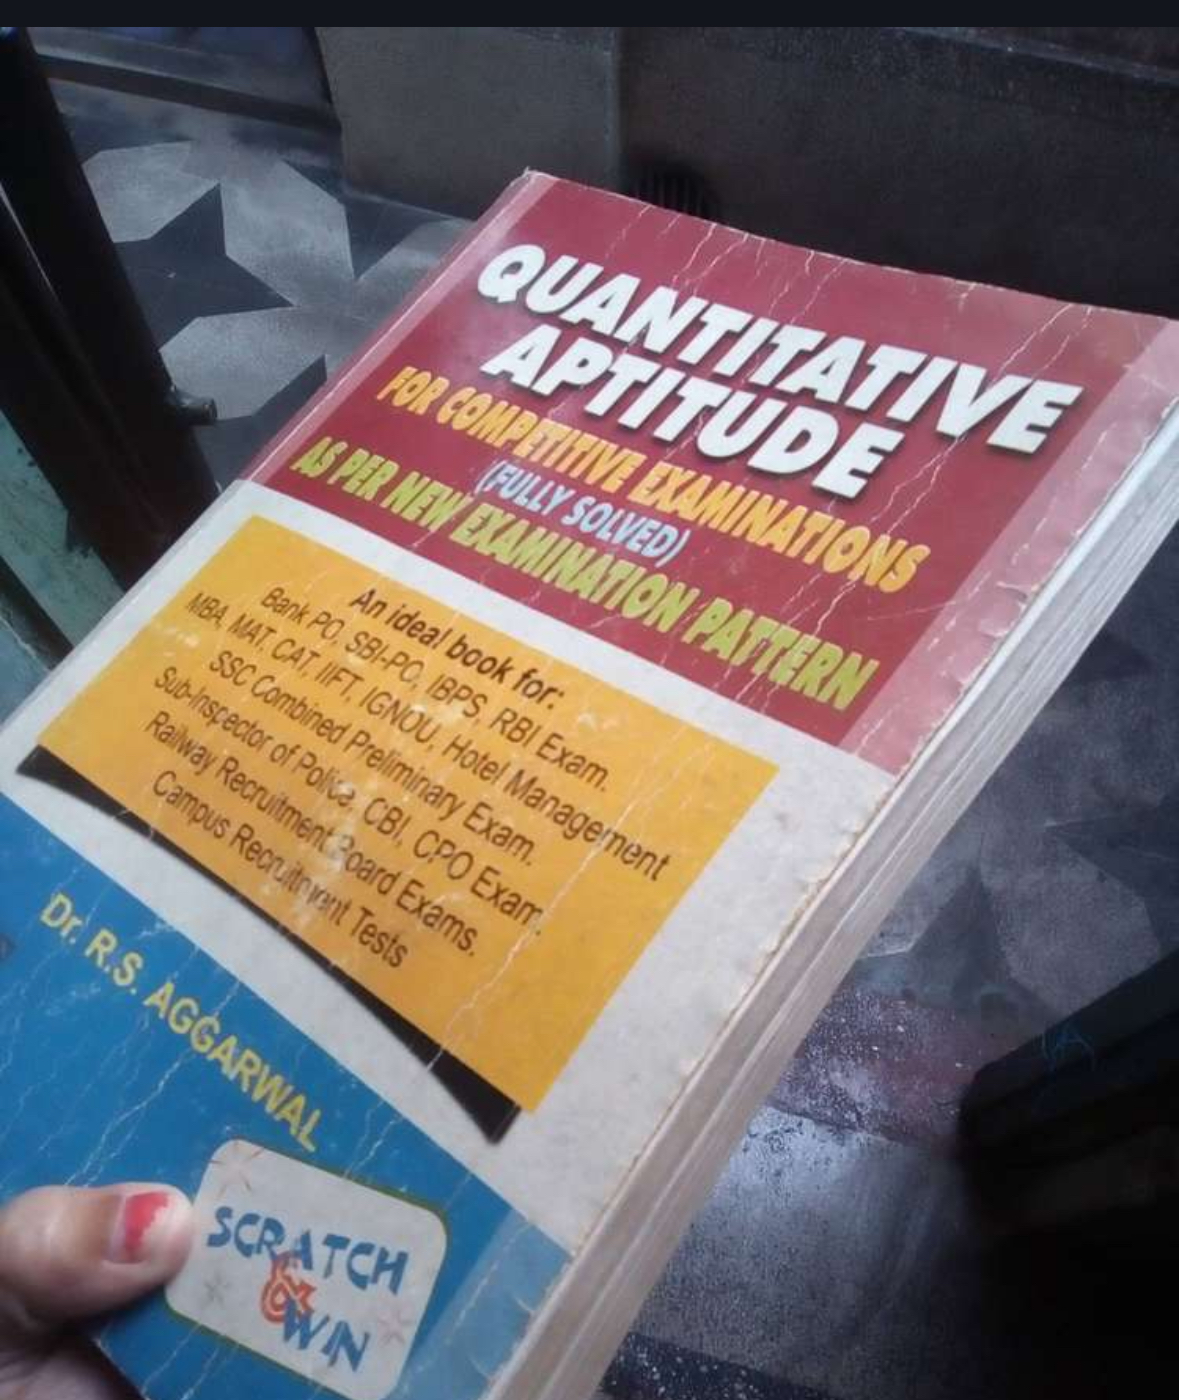 QUANTITATIVE
APTITUDE
FOR COMPETITIVE EXAMINATIONS
(FULLY SOLVED)
AS PER NEW EXAMINATION PATTERN
An ideal book for:
Bank PO, SBI-PO, IBPS, RBI Exam.
MBA, MAT, CAT, IIFT, IGNOU, Hotel Management
SSC Combined Preliminary Exam.
Sub-Inspector of Police, CBI, CPO Exam.
Railway Recruitment Board Exams.
Campus Recruitment Tests
Dr. R.S. AGGARWAL
SCRATCH
&
WIN